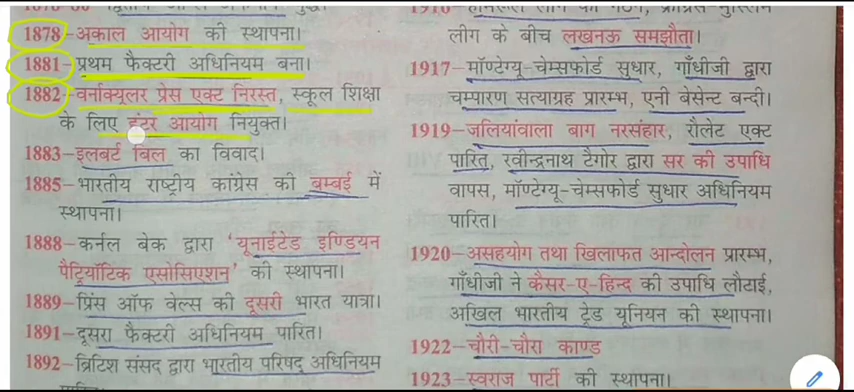 1878-अकाल आयोग की स्थापना।
1881-प्रथम फैक्टरी अधिनियम बना।
1882-वर्नाक्यूलर प्रेस एक्ट निरस्त, स्कूल शिक्षा
के लिए हंटर आयोग नियुक्त।
1883-इलबर्ट बिल का विवाद।
1885-भारतीय राष्ट्रीय कांग्रेस की बम्बई में
स्थापना।
1888-कर्नल बेक द्वारा 'यूनाईटेड इण्डियन
पैट्रियॉटिक एसोसिएशन' की स्थापना।
1889-प्रिंस ऑफ वेल्स की दूसरी भारत यात्रा।
1891-दूसरा फैक्टरी अधिनियम पारित।
1892-ब्रिटिश संसद द्वारा भारतीय परिषद् अधिनियम
लीग के बीच लखनऊ समझौता।
1917-मॉण्टेग्यू-चेम्सफोर्ड सुधार, गाँधीजी द्वारा
चम्पारण सत्याग्रह प्रारम्भ, एनी बेसेन्ट बन्दी।
1919-जलियांवाला बाग नरसंहार, रौलेट एक्ट
पारित, रवीन्द्रनाथ टैगोर द्वारा सर की उपाधि
वापस, मॉण्टेग्यू-चेम्सफोर्ड सुधार अधिनियम
पारित।
1920-असहयोग तथा खिलाफत आन्दोलन प्रारम्भ,
गाँधीजी ने कैसर-ए-हिन्द की उपाधि लौटाई,
अखिल भारतीय ट्रेड यूनियन की स्थापना।
1922-चौरी-चौरा काण्ड
1923-स्वराज पार्टी की स्थापना।